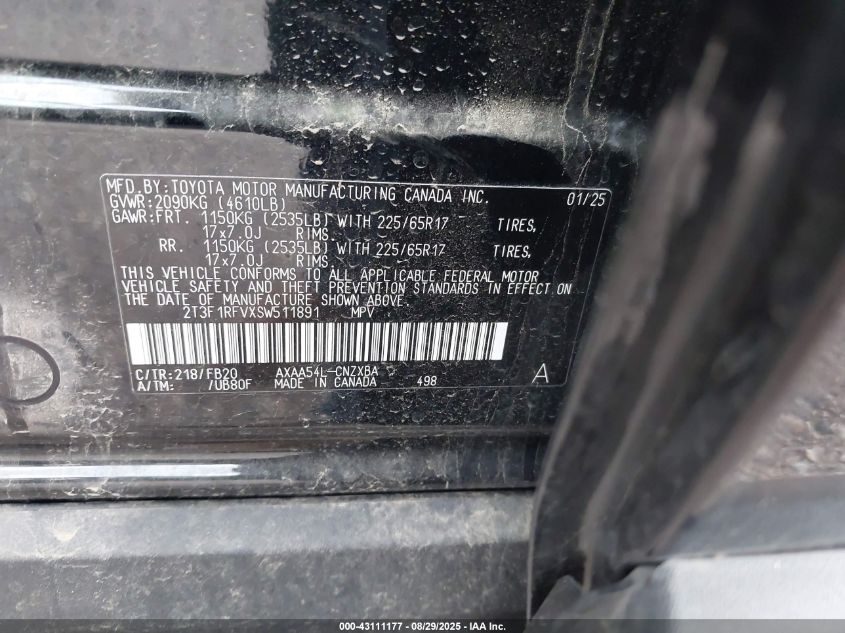 MFD.BY:TOYOTA MOTOR MANUFACTURING CANADA INC. 01/25
GVWR:2090KG (4610LB)
GAWR:FRT. 1150KG (2535LB) WITH 225/65R17 TIRES,
17x7.0J RIMS.
RR. 1150KG (2535LB) WITH 225/65R17 TIRES,
17x7.0J RIMS.
THIS VEHICLE CONFORMS TO ALL APPLICABLE FEDERAL MOTOR
VEHICLE SAFETY AND THEFT PREVENTION STANDARDS IN EFFECT ON
THE DATE OF MANUFACTURE SHOWN ABOVE.
2T3F1RFVXSW511891 MPV
C/TR:218/FB20 AXAA54L-CNZXBA
A/TM: /UB80F MADE IN CANADA 498 A
000-43111177 - 08/29/2025 - IAA Inc.